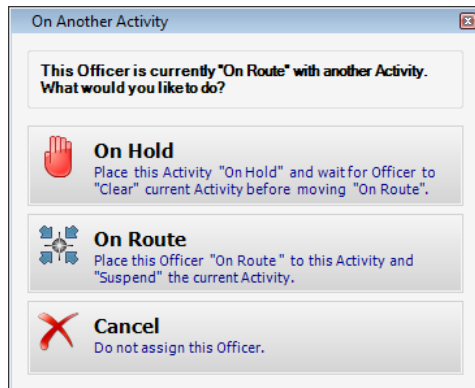 On Another Activity
This Officer is currently "On Route" with another Activity.
What would you like to do?
On Hold
Place this Activity "On Hold" and wait for Officer to
"Clear" current Activity before moving "On Route".
On Route
Place this Officer "On Route " to this Activity and
"Suspend" the current Activity.
Cancel
Do not assign this Officer.